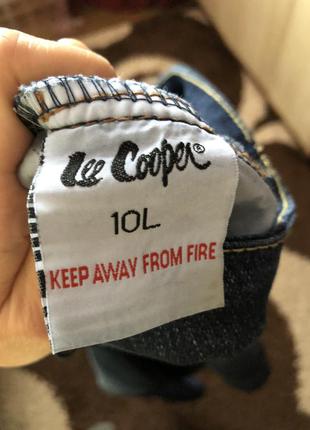 Lee Cooper®
10L
KEEP AWAY FROM FIRE